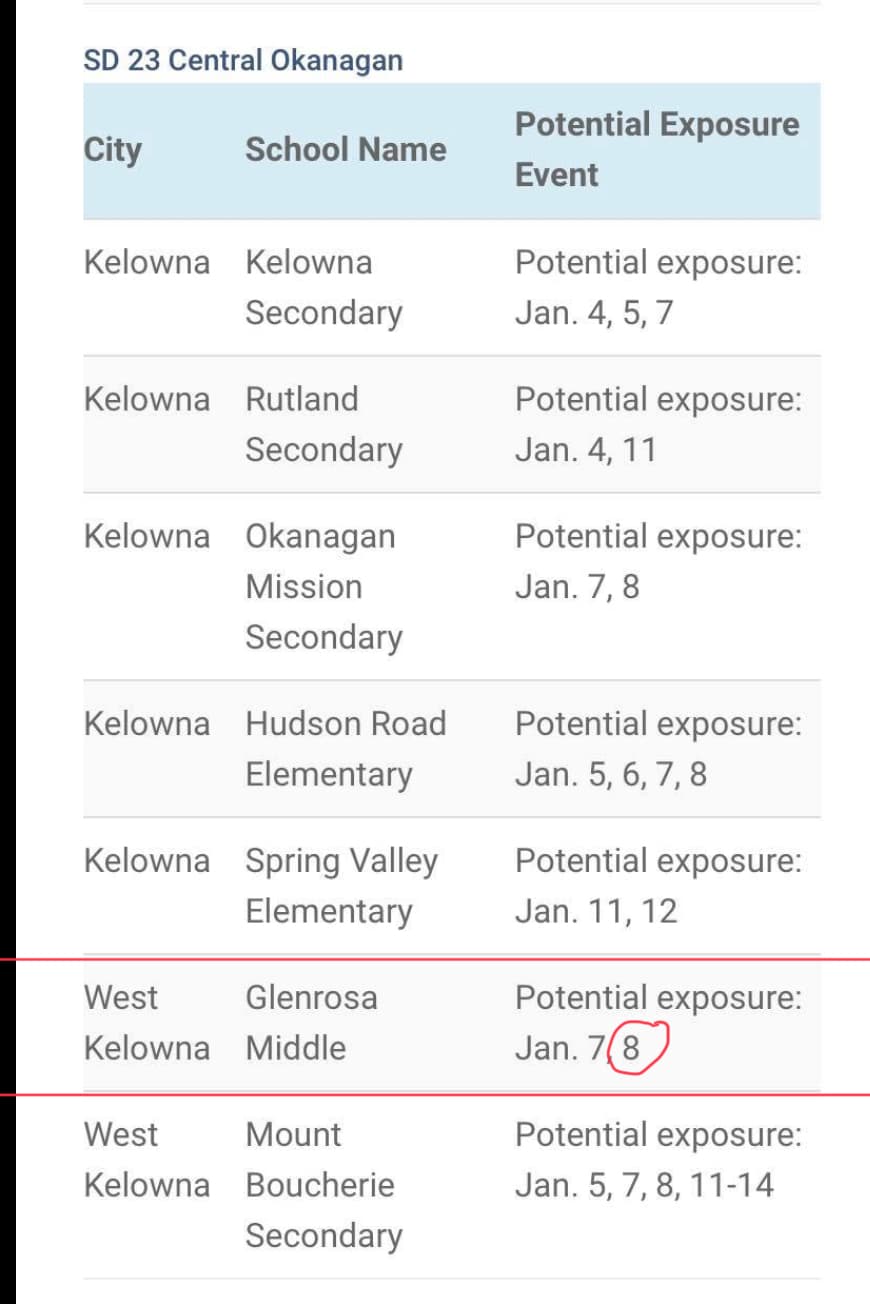 SD 23 Central Okanagan
City School Name Potential Exposure
Event
Kelowna Kelowna Potential exposure:
Secondary Jan. 4, 5, 7
Kelowna Rutland Potential exposure:
Secondary Jan. 4, 11
Kelowna Okanagan Potential exposure:
Mission Jan. 7, 8
Secondary
Kelowna Hudson Road Potential exposure:
Elementary Jan. 5, 6, 7, 8
Kelowna Spring Valley Potential exposure:
Elementary Jan. 11, 12
West Glenrosa Potential exposure:
Kelowna Middle Jan. 7, 8
West Mount Potential exposure:
Kelowna Boucherie Jan. 5, 7, 8, 11-14
Secondary